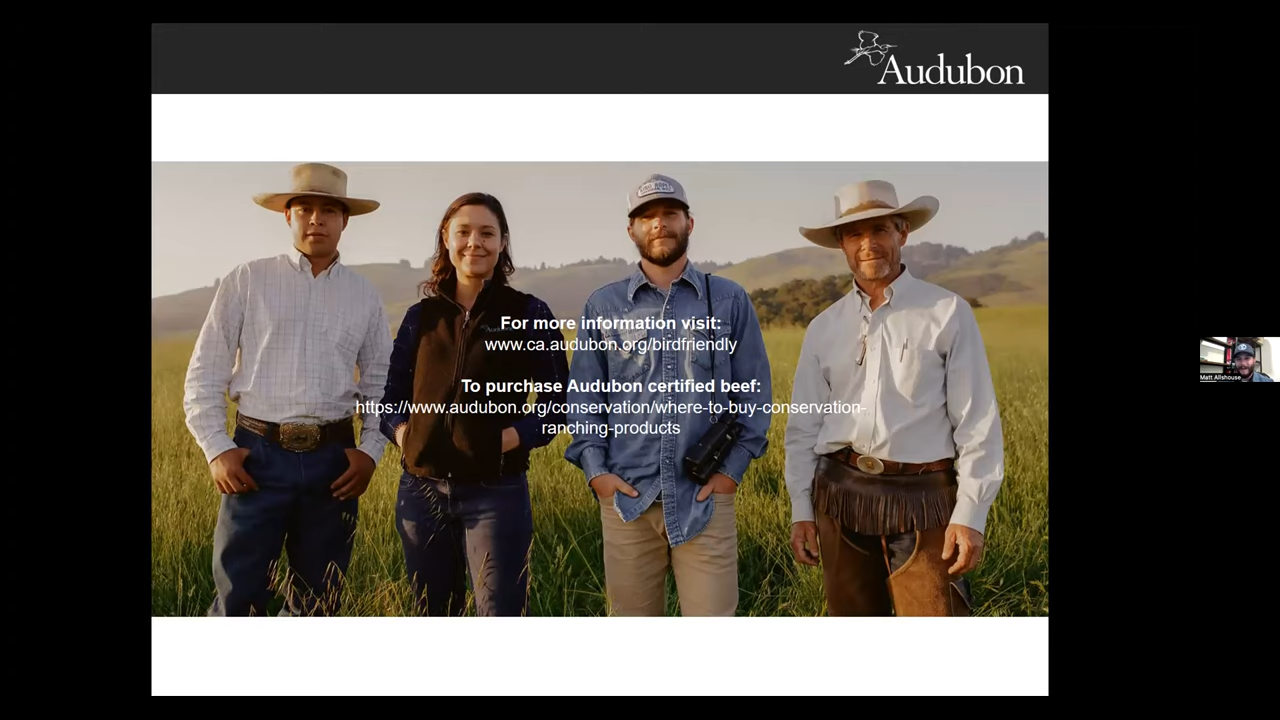 Audubon
For more information visit:
www.ca.audubon.org/birdfriendly
To purchase Audubon certified beef:
https://www.audubon.org/conservation/where-to-buy-conservation-
ranching-products
Matt Allshouse